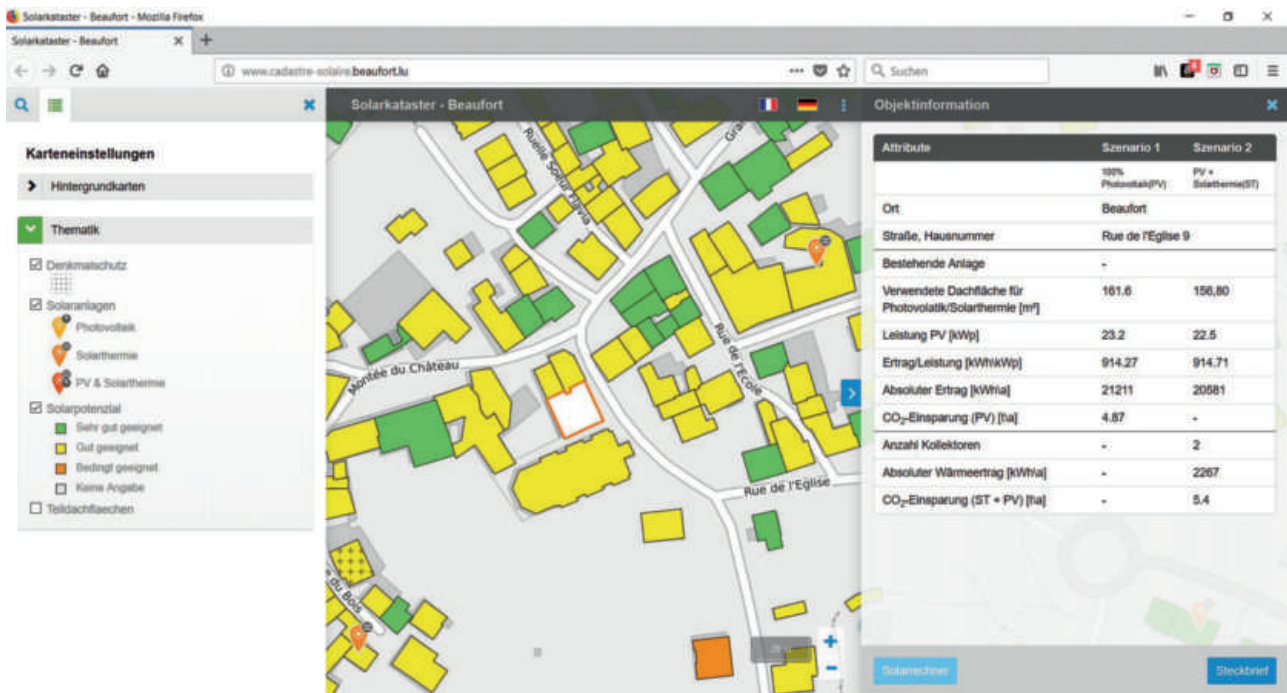 Solarkataster - Beaufort - Mozilla Firefox
Solarkataster - Beaufort
www.cadastre-solaire.beaufort.lu
Suchen
Karteneinstellungen
Hintergrundkarten
Thematik
Denkmalschutz
Solaranlagen
Photovoltaik
Solarthermie
PV & Solarthermie
Solarpotenzial
Sehr gut geeignet
Gut geeignet
Bedingt geeignet
Keine Angabe
Teildachflaechen
Solarkataster - Beaufort
Ruelle Soeur Flavia
Montée du Château
Rue de l'Ecole
Rue de l'Eglise
du Bois
Objektinformation
Attribute Szenario 1 Szenario 2
100% PV +
Photovoltaik(PV) Solarthermie(ST)
Ort Beaufort
Straße, Hausnummer Rue de l'Eglise 9
Bestehende Anlage -
Verwendete Dachfläche für 161.6 156,80
Photovolatik/Solarthermie [m²]
Leistung PV [kWp] 23.2 22.5
Ertrag/Leistung [kWh\kWp] 914.27 914.71
Absoluter Ertrag [kWh\a] 21211 20581
CO₂-Einsparung (PV) [t\a] 4.87 -
Anzahl Kollektoren - 2
Absoluter Wärmeertrag [kWh\a] - 2267
CO₂-Einsparung (ST + PV) [t\a] - 5.4
Solarrechner
Steckbrief